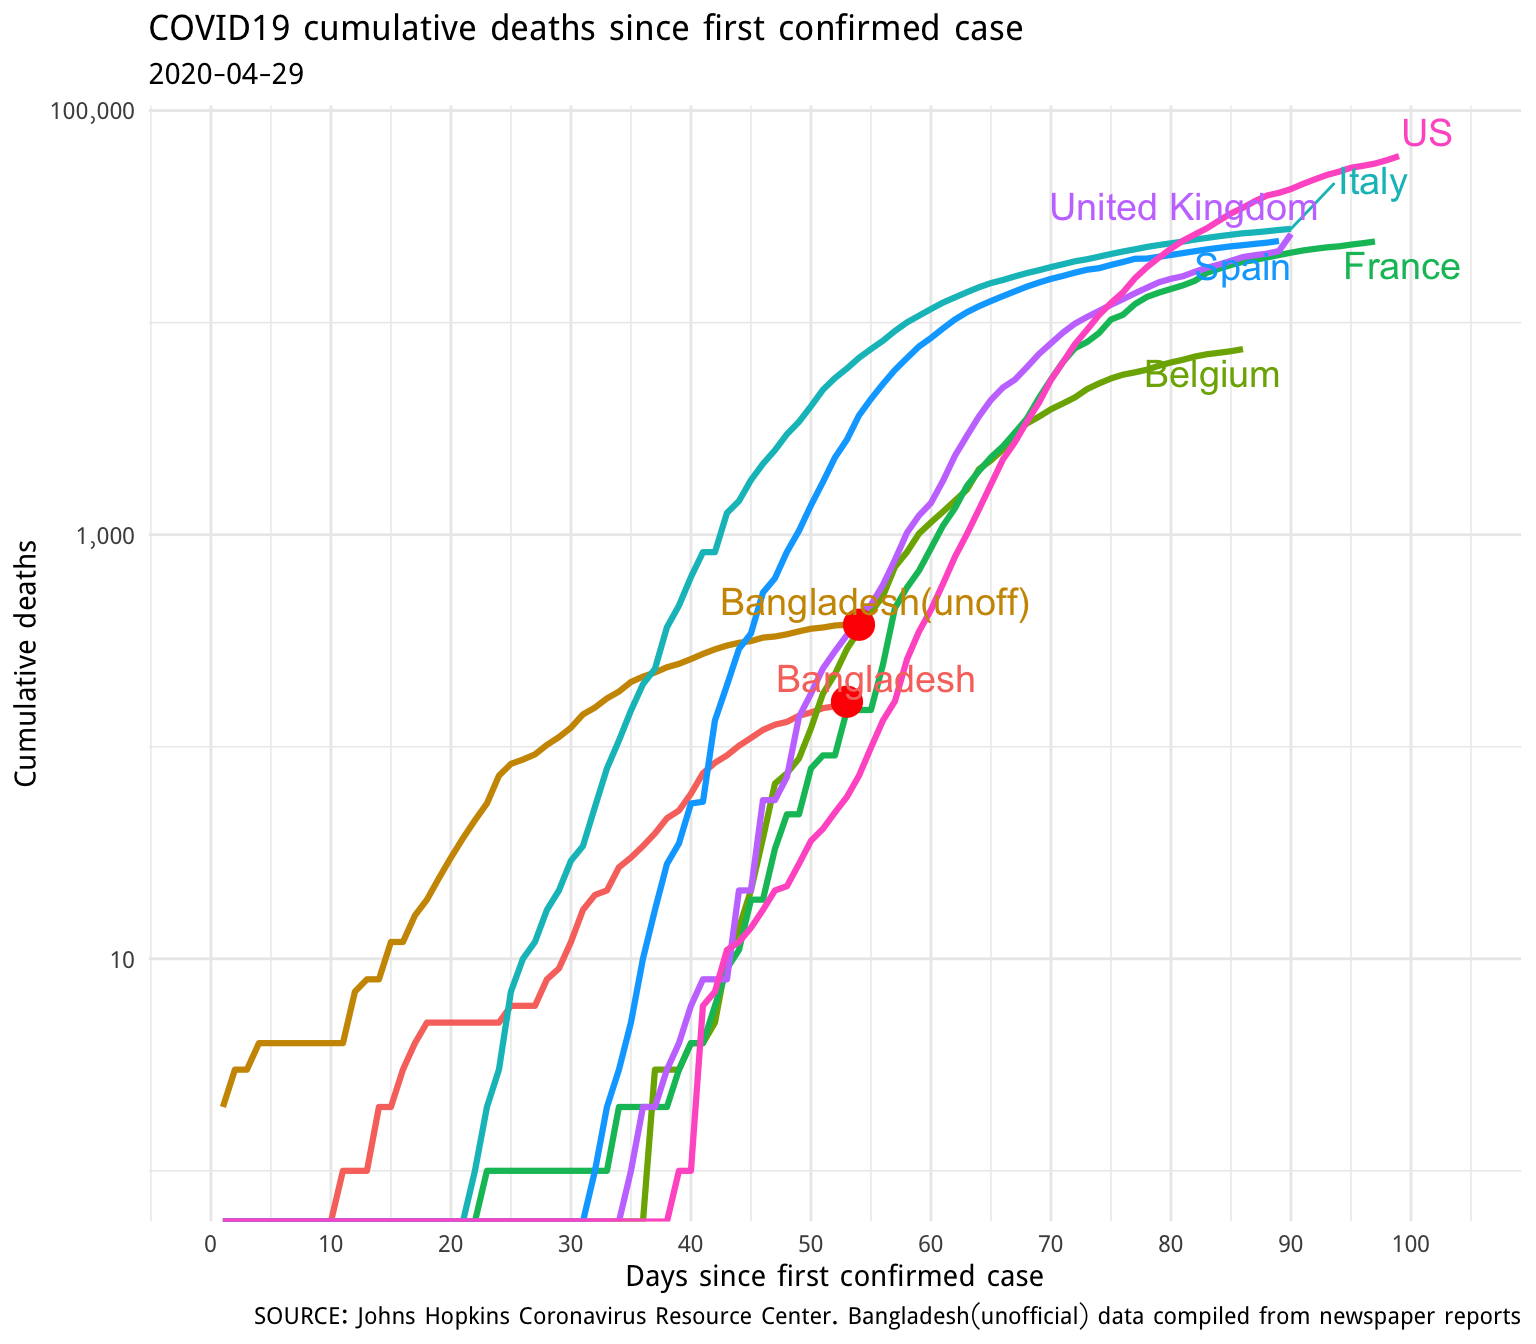 COVID19 cumulative deaths since first confirmed case
2020-04-29
100,000
1,000
10
Cumulative deaths
US
Italy
United Kingdom
Spain
France
Belgium
Bangladesh(unoff)
Bangladesh
0 10 20 30 40 50 60 70 80 90 100
Days since first confirmed case
SOURCE: Johns Hopkins Coronavirus Resource Center. Bangladesh(unofficial) data compiled from newspaper reports